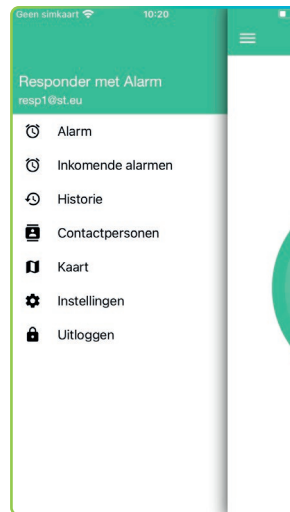 Geen simkaart 10:20
Responder met Alarm
resp1@st.eu
Alarm
Inkomende alarmen
Historie
Contactpersonen
Kaart
Instellingen
Uitloggen